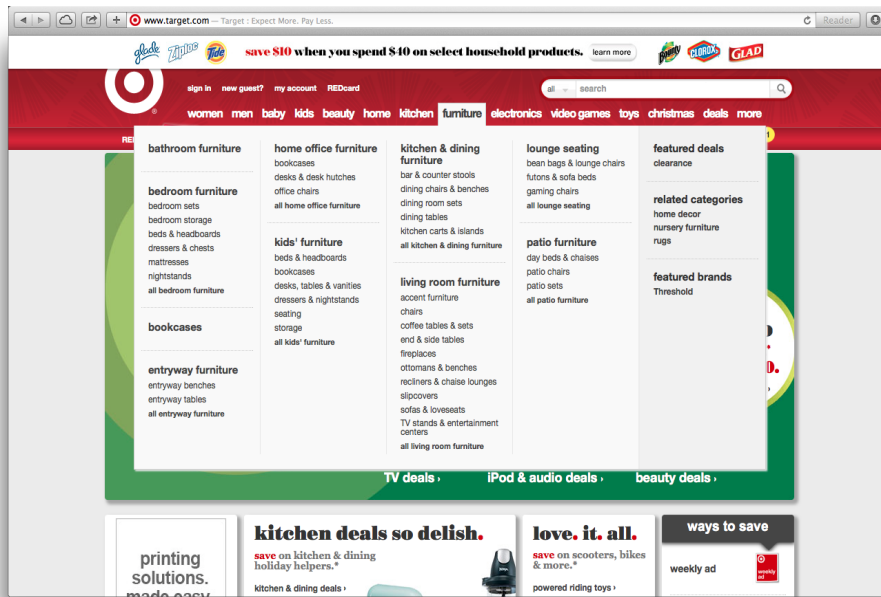 www.target.com — Target : Expect More. Pay Less.
Reader
glade
Ziploc
Tide
save $10 when you spend $40 on select household products.
learn more
Bounty
CLOROX
GLAD
sign in new guest? my account REDcard
all search
women men baby kids beauty home kitchen furniture electronics video games toys christmas deals more
RE
1
bathroom furniture
bedroom furniture
bedroom sets
bedroom storage
beds & headboards
dressers & chests
mattresses
nightstands
all bedroom furniture
bookcases
entryway furniture
entryway benches
entryway tables
all entryway furniture
home office furniture
bookcases
desks & desk hutches
office chairs
all home office furniture
kids' furniture
beds & headboards
bookcases
desks, tables & vanities
dressers & nightstands
seating
storage
all kids' furniture
kitchen & dining
furniture
bar & counter stools
dining chairs & benches
dining room sets
dining tables
kitchen carts & islands
all kitchen & dining furniture
living room furniture
accent furniture
chairs
coffee tables & sets
end & side tables
fireplaces
ottomans & benches
recliners & chaise lounges
slipcovers
sofas & loveseats
TV stands & entertainment
centers
all living room furniture
lounge seating
bean bags & lounge chairs
futons & sofa beds
gaming chairs
all lounge seating
patio furniture
day beds & chaises
patio chairs
patio sets
all patio furniture
featured deals
clearance
related categories
home decor
nursery furniture
rugs
featured brands
Threshold
TV deals › iPod & audio deals › beauty deals ›
printing
solutions.
made easy
kitchen deals so delish.
save on kitchen & dining
holiday helpers.*
kitchen & dining deals ›
love. it. all.
save on scooters, bikes
& more.*
powered riding toys ›
ways to save
weekly ad
weekly
ad